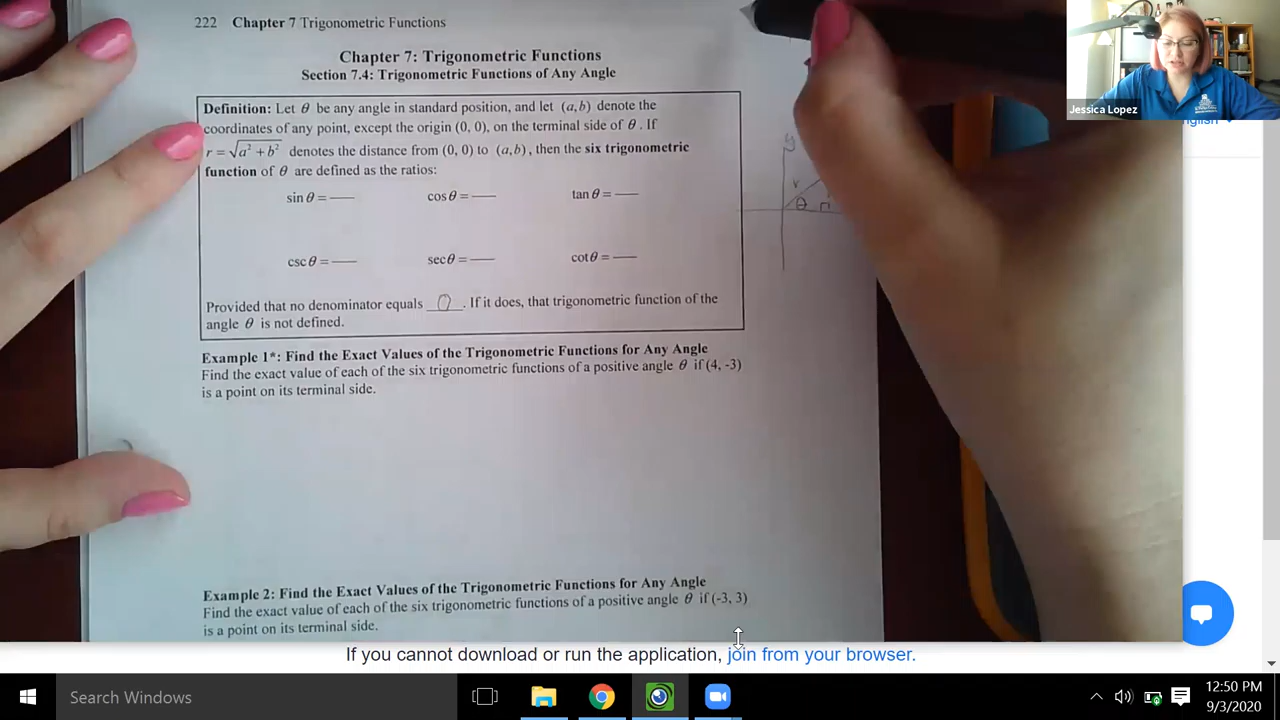 222 Chapter 7 Trigonometric Functions
Chapter 7: Trigonometric Functions
Section 7.4: Trigonometric Functions of Any Angle
Definition: Let θ be any angle in standard position, and let (a, b) denote the
coordinates of any point, except the origin (0, 0), on the terminal side of θ. If
r = √a² + b² denotes the distance from (0, 0) to (a, b), then the six trigonometric
function of θ are defined as the ratios:
sin θ = — cos θ = — tan θ = —
csc θ = — sec θ = — cot θ = —
Provided that no denominator equals 0. If it does, that trigonometric function of the
angle θ is not defined.
Example 1*: Find the Exact Values of the Trigonometric Functions for Any Angle
Find the exact value of each of the six trigonometric functions of a positive angle θ if (4, -3)
is a point on its terminal side.
Example 2: Find the Exact Values of the Trigonometric Functions for Any Angle
Find the exact value of each of the six trigonometric functions of a positive angle θ if (-3, 3)
is a point on its terminal side.
y
r
θ
Jessica Lopez
English
If you cannot download or run the application, join from your browser.
Search Windows
12:50 PM
9/3/2020